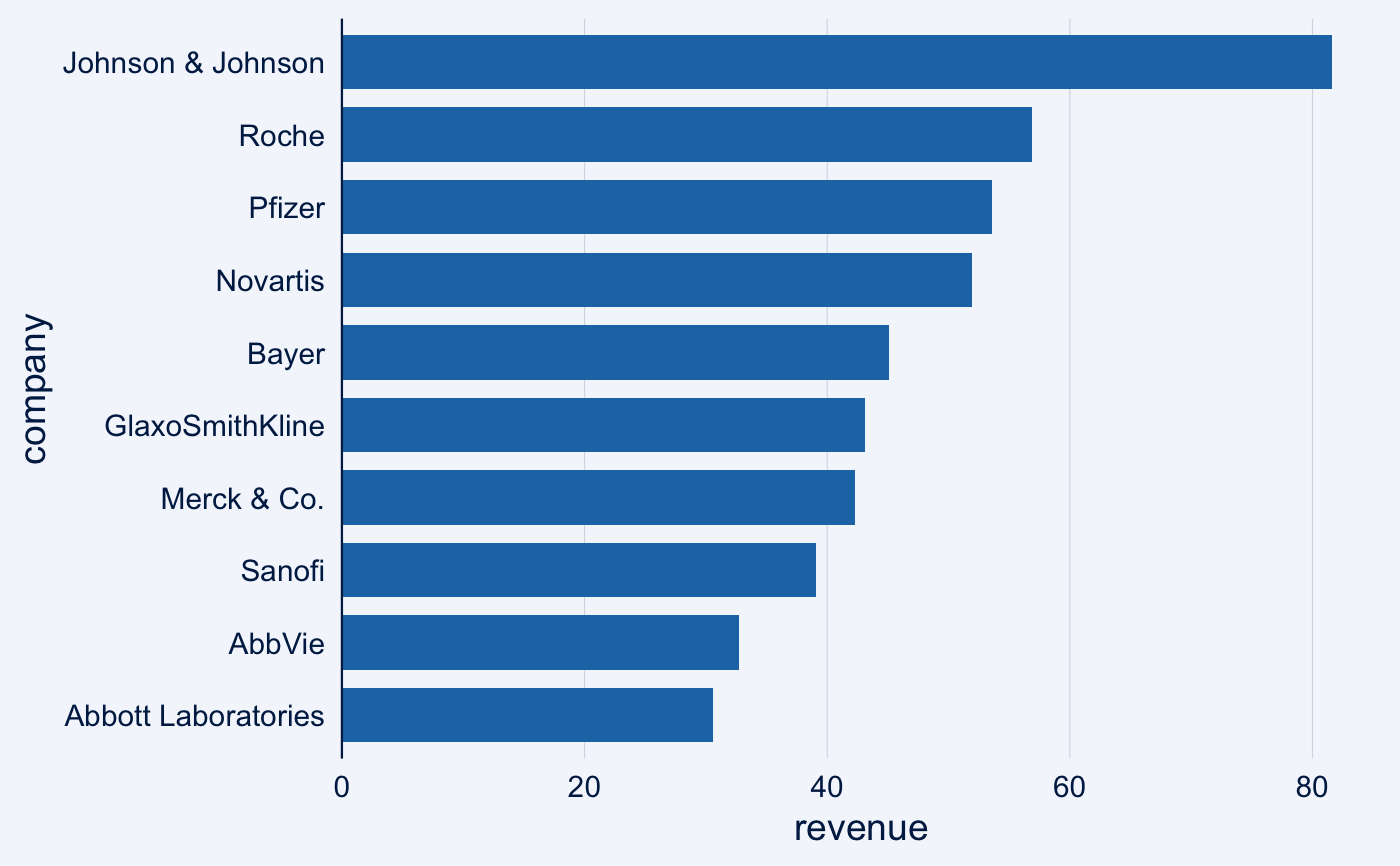 Johnson & Johnson
Roche
Pfizer
Novartis
Bayer
GlaxoSmithKline
Merck & Co.
Sanofi
AbbVie
Abbott Laboratories
company
0 20 40 60 80
revenue